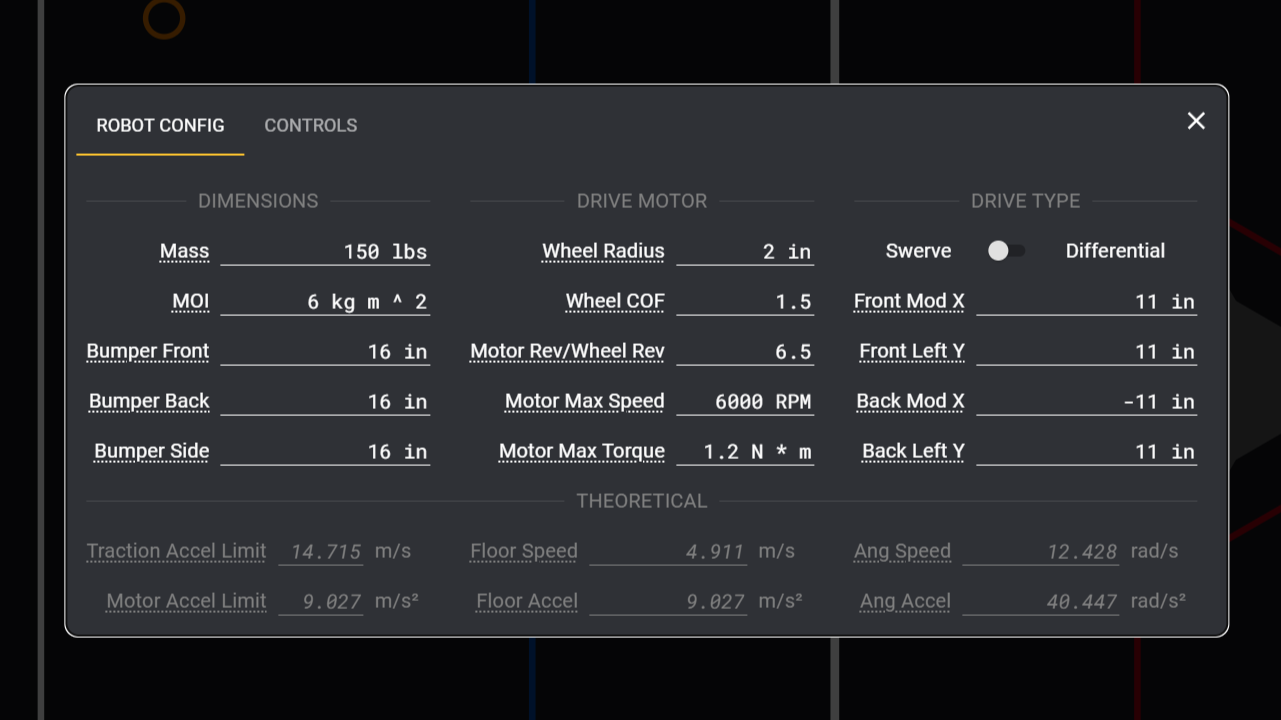 ROBOT CONFIG CONTROLS
DIMENSIONS DRIVE MOTOR DRIVE TYPE
Mass 150 lbs Wheel Radius 2 in Swerve Differential
MOI 6 kg m ^ 2 Wheel COF 1.5 Front Mod X 11 in
Bumper Front 16 in Motor Rev/Wheel Rev 6.5 Front Left Y 11 in
Bumper Back 16 in Motor Max Speed 6000 RPM Back Mod X -11 in
Bumper Side 16 in Motor Max Torque 1.2 N * m Back Left Y 11 in
THEORETICAL
Traction Accel Limit 14.715 m/s Floor Speed 4.911 m/s Ang Speed 12.428 rad/s
Motor Accel Limit 9.027 m/s² Floor Accel 9.027 m/s² Ang Accel 40.447 rad/s²